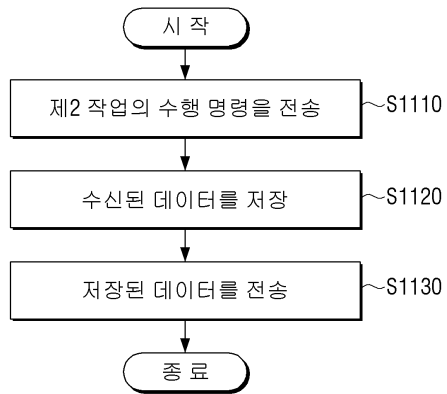 시 작
제2 작업의 수행 명령을 전송
S1110
수신된 데이터를 저장
S1120
저장된 데이터를 전송
S1130
종 료